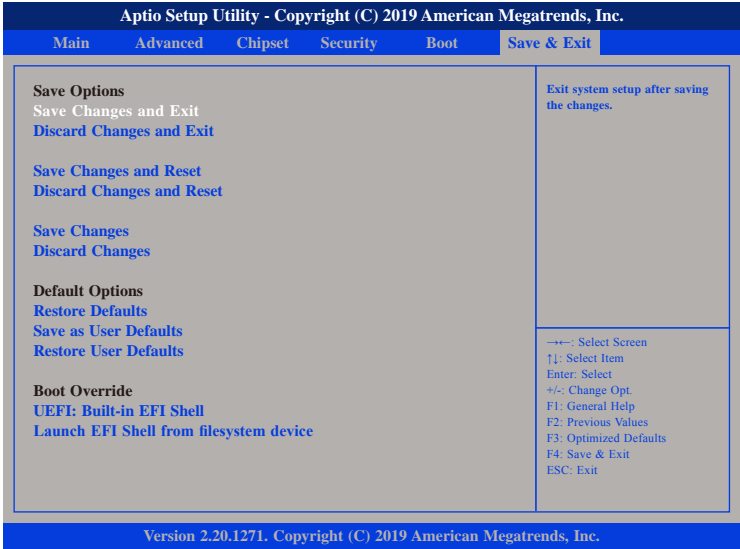 Aptio Setup Utility - Copyright (C) 2019 American Megatrends, Inc.
Main Advanced Chipset Security Boot Save & Exit
Save Options
Save Changes and Exit
Discard Changes and Exit
Save Changes and Reset
Discard Changes and Reset
Save Changes
Discard Changes
Default Options
Restore Defaults
Save as User Defaults
Restore User Defaults
Boot Override
UEFI: Built-in EFI Shell
Launch EFI Shell from filesystem device
Exit system setup after saving
the changes.
→←: Select Screen
↑↓: Select Item
Enter: Select
+/-: Change Opt.
F1: General Help
F2: Previous Values
F3: Optimized Defaults
F4: Save & Exit
ESC: Exit
Version 2.20.1271. Copyright (C) 2019 American Megatrends, Inc.